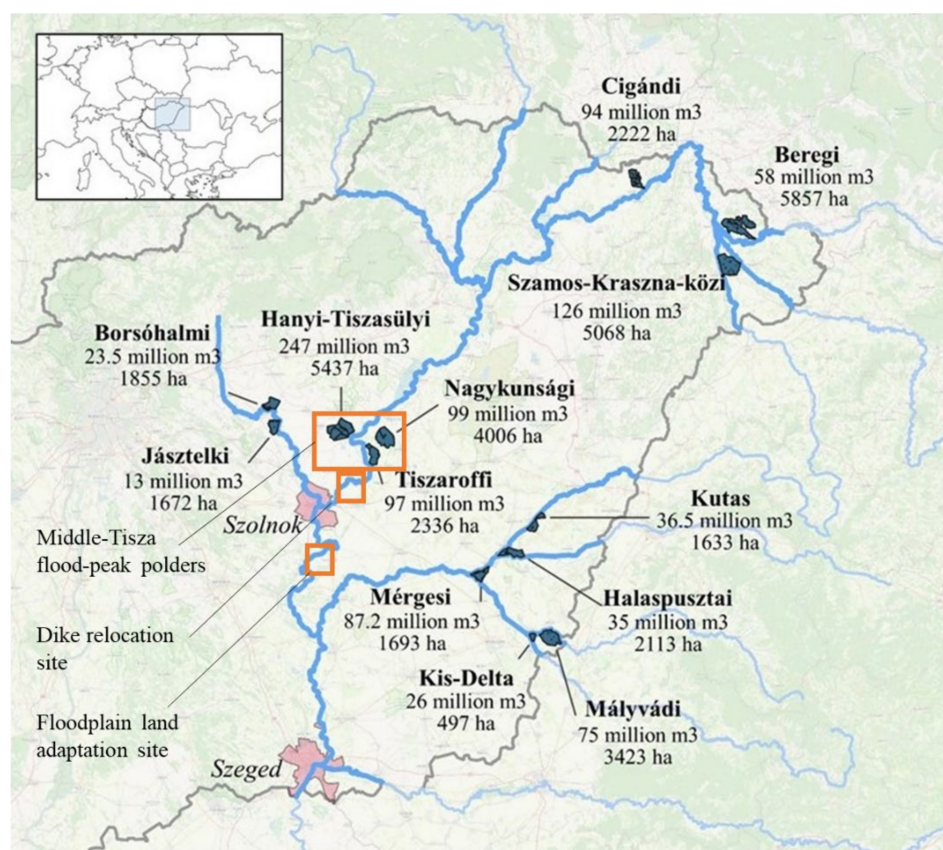 Cigándi
94 million m3
2222 ha
Beregi
58 million m3
5857 ha
Szamos-Kraszna-közi
126 million m3
5068 ha
Borsóhalmi
23.5 million m3
1855 ha
Hanyi-Tiszasülyi
247 million m3
5437 ha
Nagykunsági
99 million m3
4006 ha
Jásztelki
13 million m3
1672 ha
Tiszaroffi
97 million m3
2336 ha
Szolnok
Kutas
36.5 million m3
1633 ha
Middle-Tisza
flood-peak polders
Mérgesi
87.2 million m3
1693 ha
Halaspusztai
35 million m3
2113 ha
Dike relocation
site
Kis-Delta
26 million m3
497 ha
Mályvádi
75 million m3
3423 ha
Floodplain land
adaptation site
Szeged